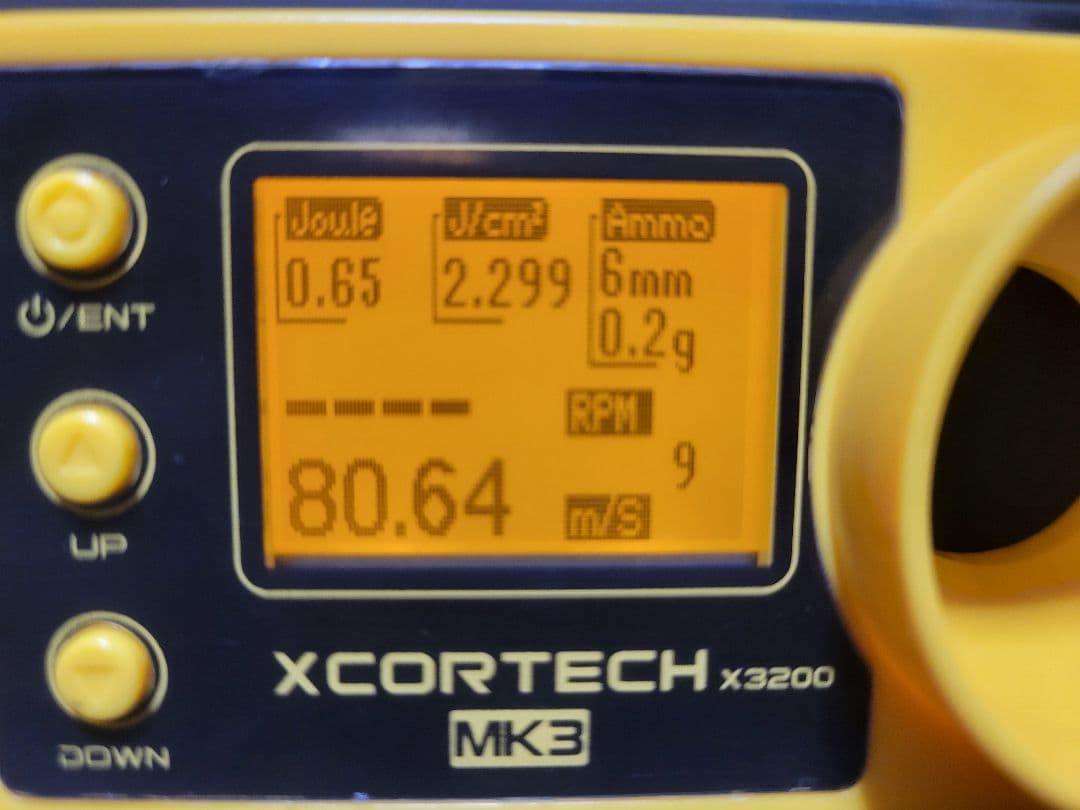 Joule J/cm² Ammo
0.65 2.299 6mm
0.2g
---- RPM
9
80.64 m/S
⏻/ENT
UP
DOWN
XCORTECH X3200
MK3